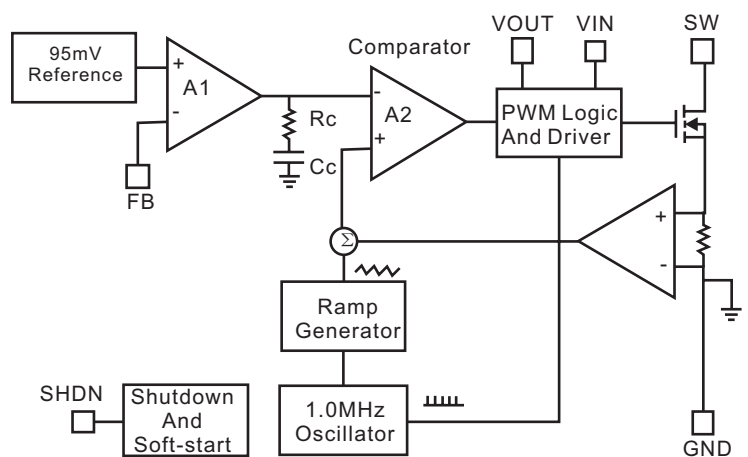 VOUT
VIN
SW
95mV
Reference
+
-
A1
Comparator
-
+
A2
PWM Logic
And Driver
Rc
Cc
FB
+
-
Σ
Ramp
Generator
SHDN
Shutdown
And
Soft-start
1.0MHz
Oscillator
GND